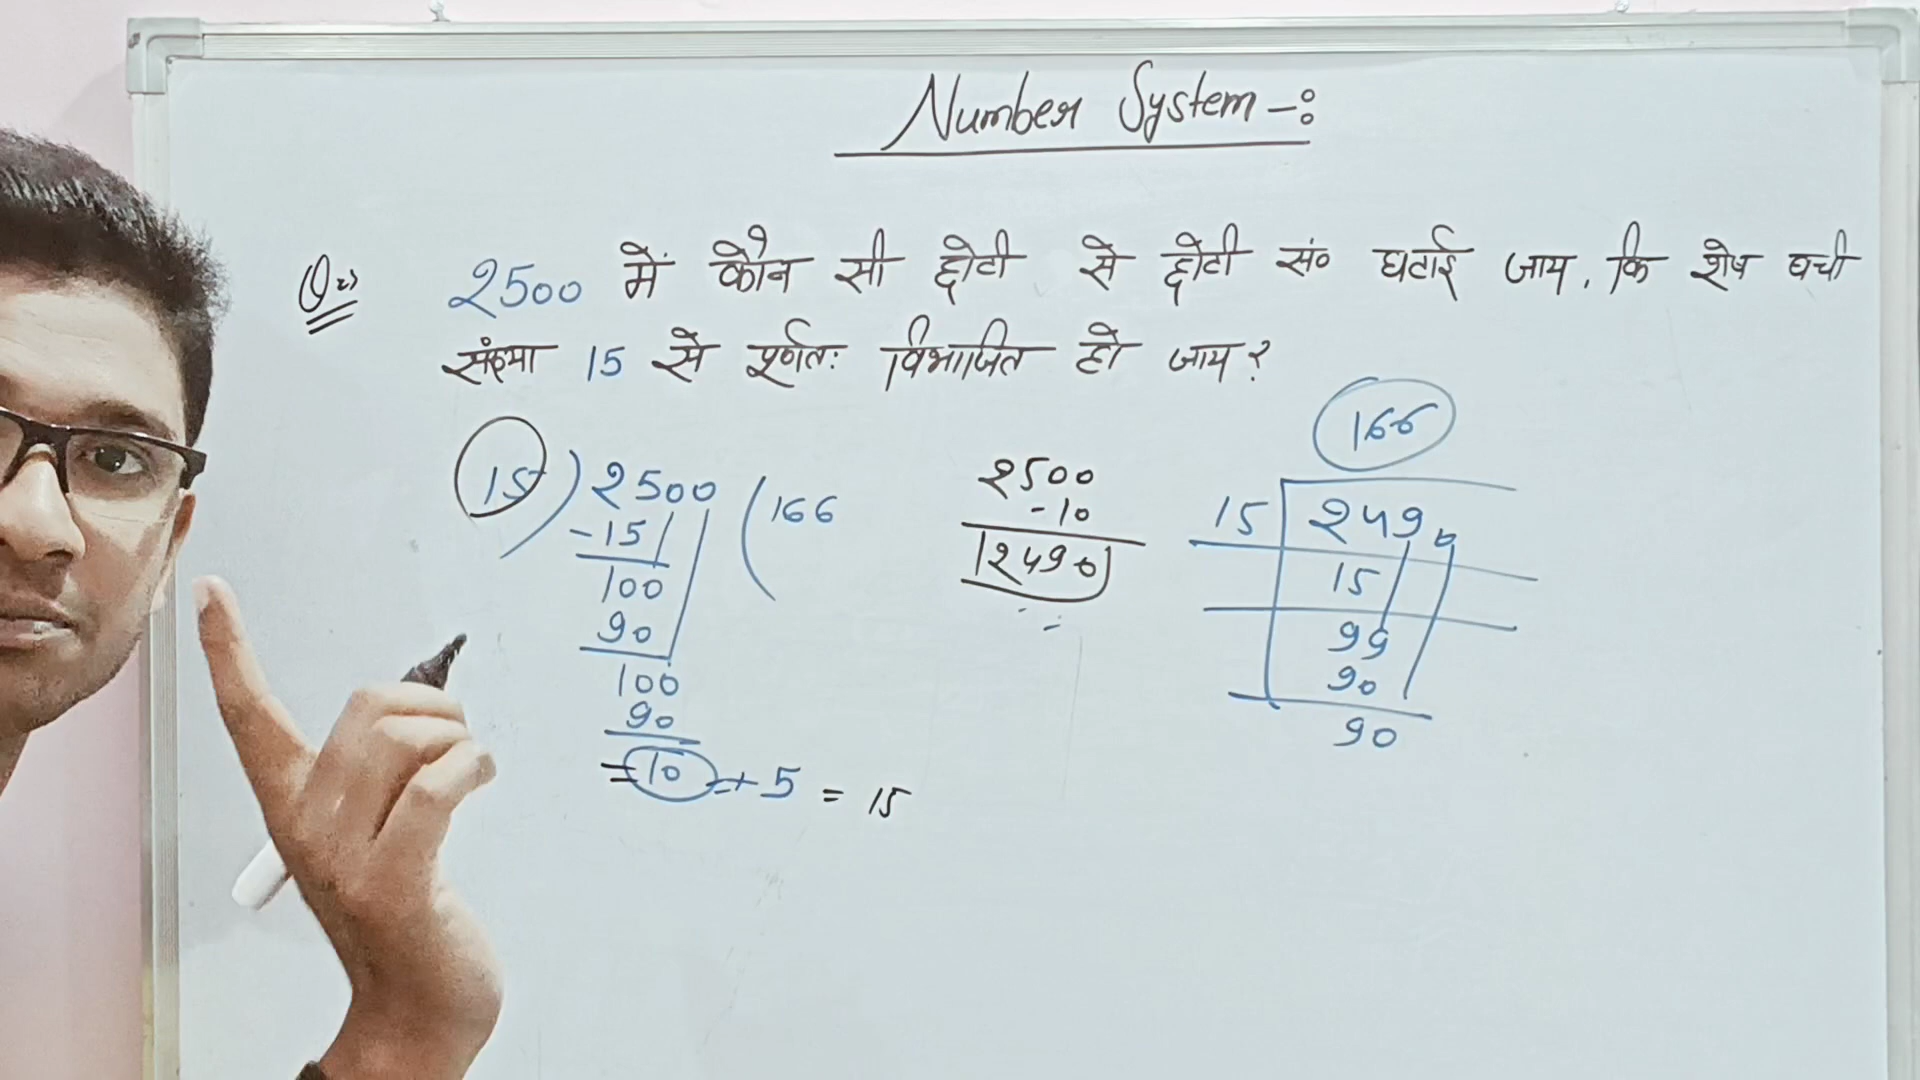 Number System -:
Q⇒ 2500 में कौन सी छोटी से छोटी सं० घटाई जाय, कि शेष बची
संख्या 15 से पूर्णतः विभाजित हो जाय ?
15 ) 2500 ( 166
-15
100
90
100
90
= 10 = + 5 = 15
2500
-10
2490
166
15 2490
15
99
90
90